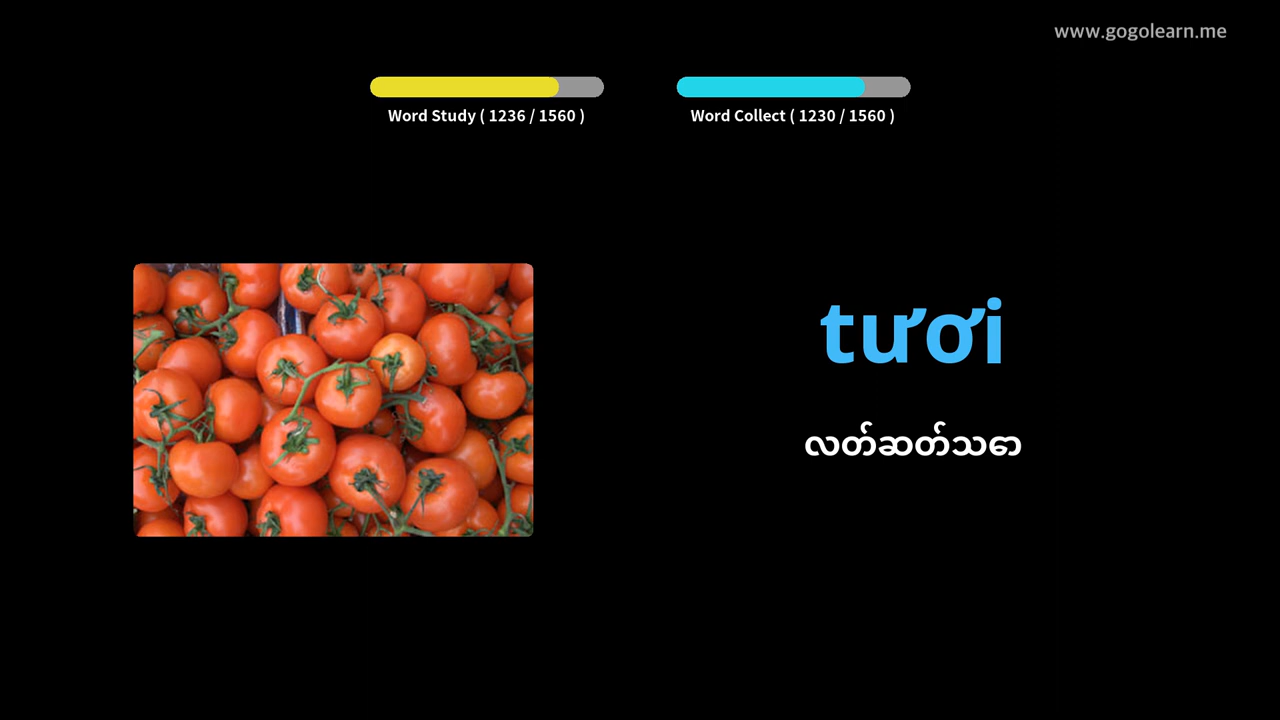 www.gogolearn.me
Word Study ( 1236 / 1560 )
Word Collect ( 1230 / 1560 )
tươi
လတ်ဆတ်သော